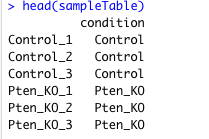 > head(sampleTable)
condition
Control_1 Control
Control_2 Control
Control_3 Control
Pten_KO_1 Pten_KO
Pten_KO_2 Pten_KO
Pten_KO_3 Pten_KO